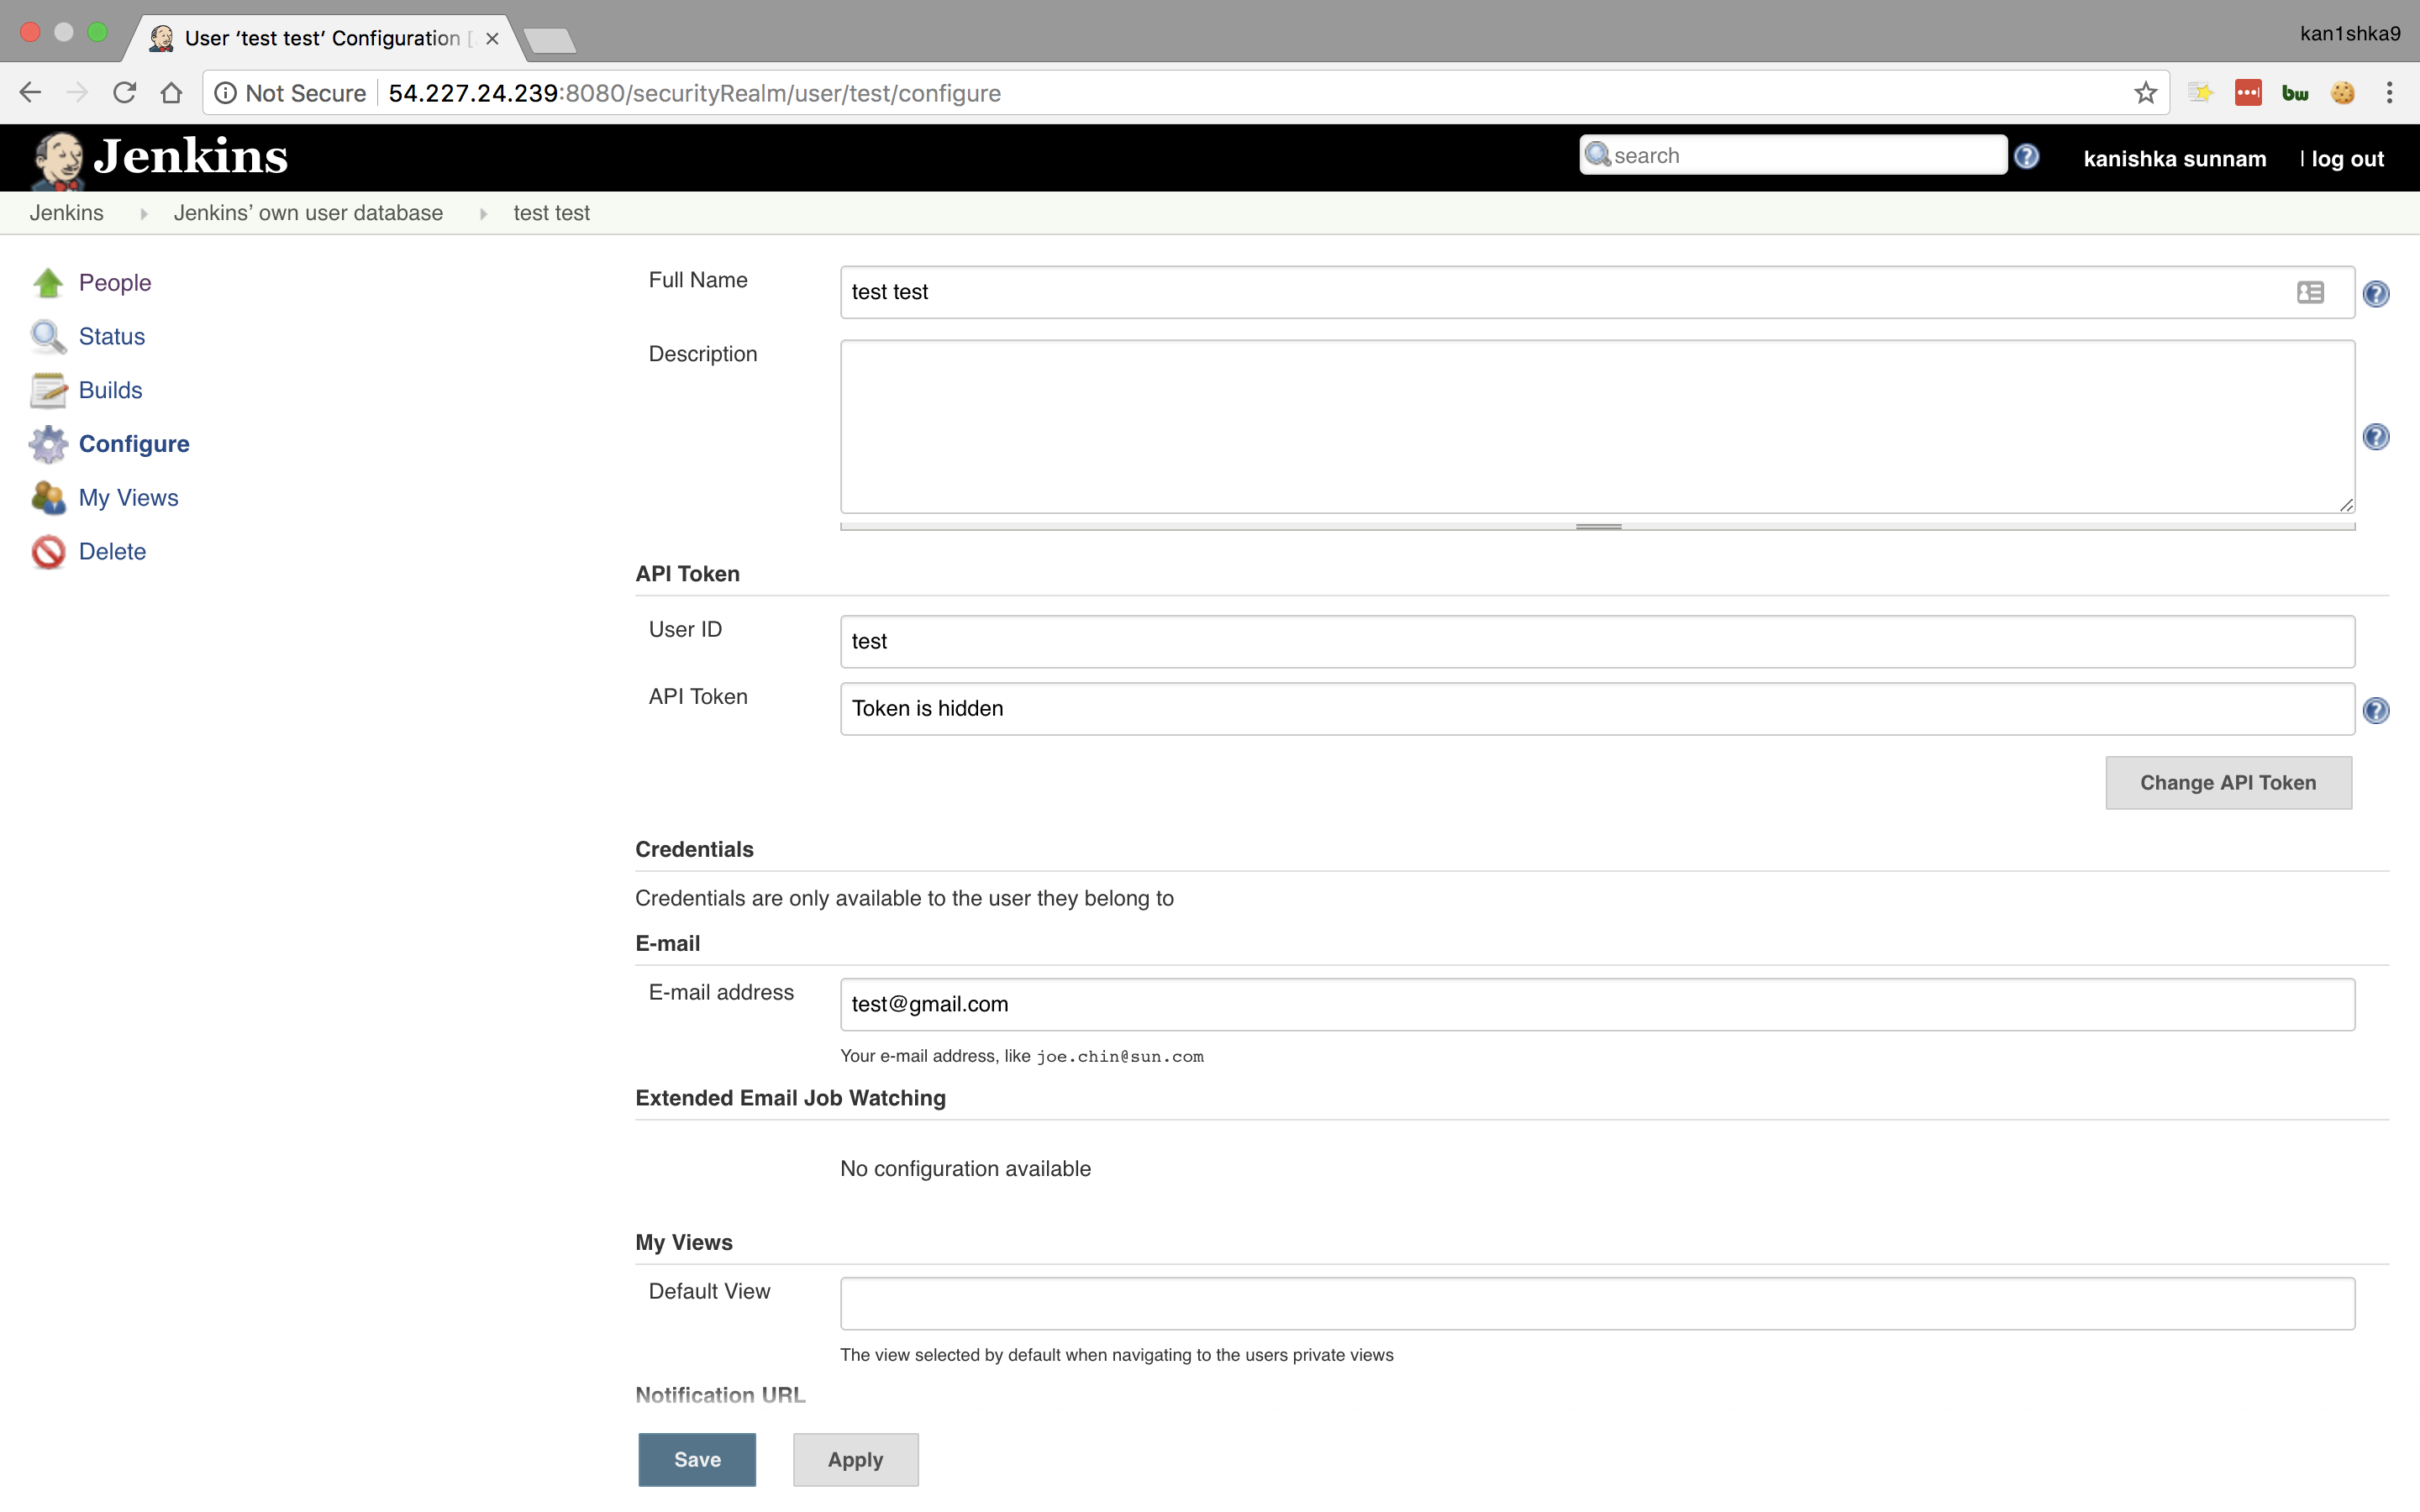 User ‘test test’ Configuration [
kan1shka9
Not Secure 54.227.24.239:8080/securityRealm/user/test/configure
bw
Jenkins
search
kanishka sunnam | log out
Jenkins Jenkins’ own user database test test
People
Status
Builds
Configure
My Views
Delete
Full Name test test
Description
API Token
User ID test
API Token Token is hidden
Change API Token
Credentials
Credentials are only available to the user they belong to
E-mail
E-mail address test@gmail.com
Your e-mail address, like joe.chin@sun.com
Extended Email Job Watching
No configuration available
My Views
Default View
The view selected by default when navigating to the users private views
Notification URL
Save Apply